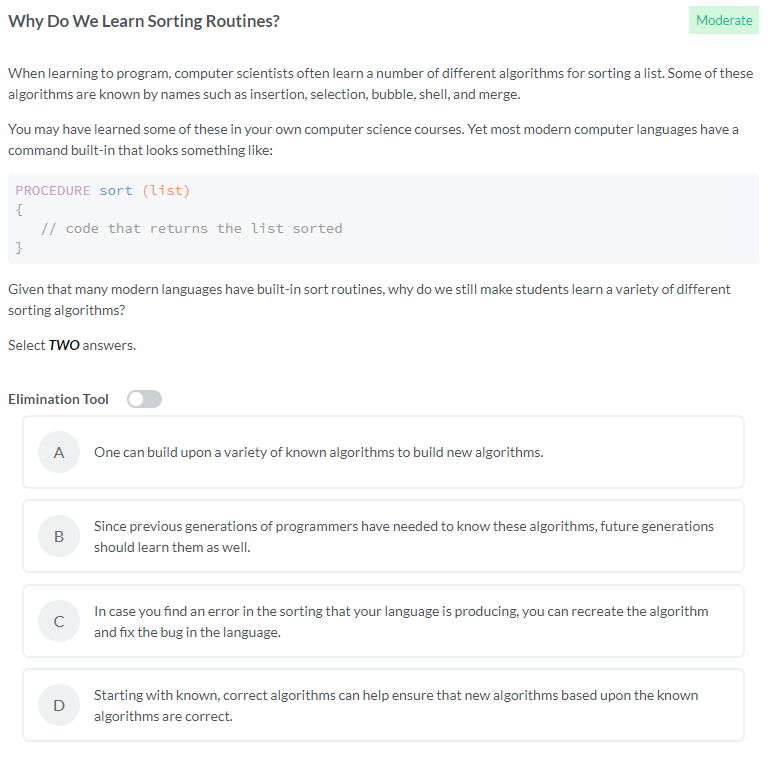 Why Do We Learn Sorting Routines?
Moderate
When learning to program, computer scientists often learn a number of different algorithms for sorting a list. Some of these
algorithms are known by names such as insertion, selection, bubble, shell, and merge.
You may have learned some of these in your own computer science courses. Yet most modern computer languages have a
command built-in that looks something like:
PROCEDURE sort (list)
{
// code that returns the list sorted
}
Given that many modern languages have built-in sort routines, why do we still make students learn a variety of different
sorting algorithms?
Select TWO answers.
Elimination Tool
A
One can build upon a variety of known algorithms to build new algorithms.
B
Since previous generations of programmers have needed to know these algorithms, future generations
should learn them as well.
C
In case you find an error in the sorting that your language is producing, you can recreate the algorithm
and fix the bug in the language.
D
Starting with known, correct algorithms can help ensure that new algorithms based upon the known
algorithms are correct.